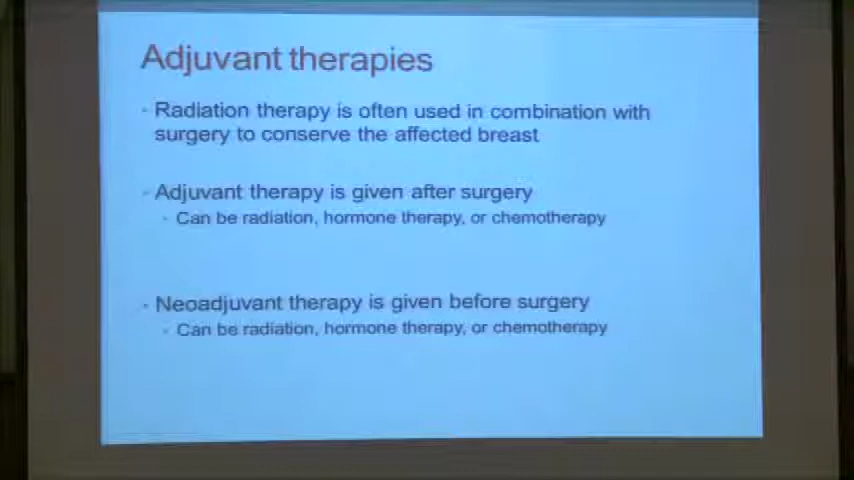 Adjuvant therapies
- Radiation therapy is often used in combination with
surgery to conserve the affected breast
- Adjuvant therapy is given after surgery
- Can be radiation, hormone therapy, or chemotherapy
- Neoadjuvant therapy is given before surgery
- Can be radiation, hormone therapy, or chemotherapy